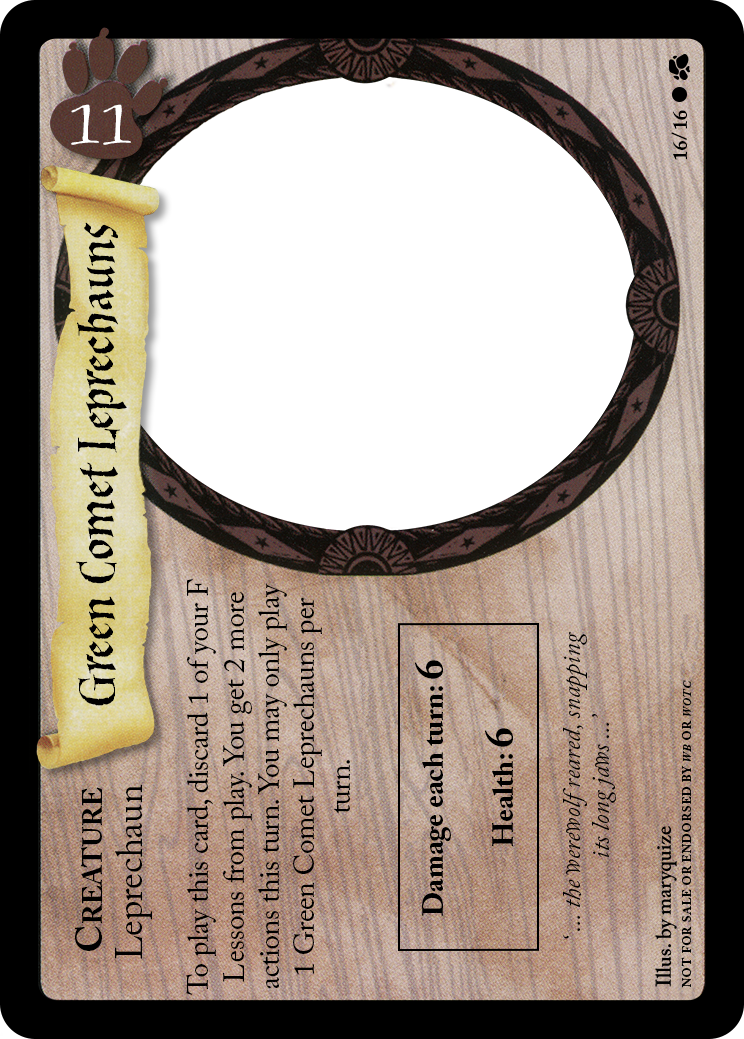 11
Green Comet Leprechauns
CREATURE
Leprechaun
To play this card, discard 1 of your F
Lessons from play. You get 2 more
actions this turn. You may only play
1 Green Comet Leprechauns per
turn.
Damage each turn: 6
Health: 6
‘... the werewolf reared, snapping
its long jaws ...’
Illus. by maryquize
NOT FOR SALE OR ENDORSED BY WB OR WOTC
16/16